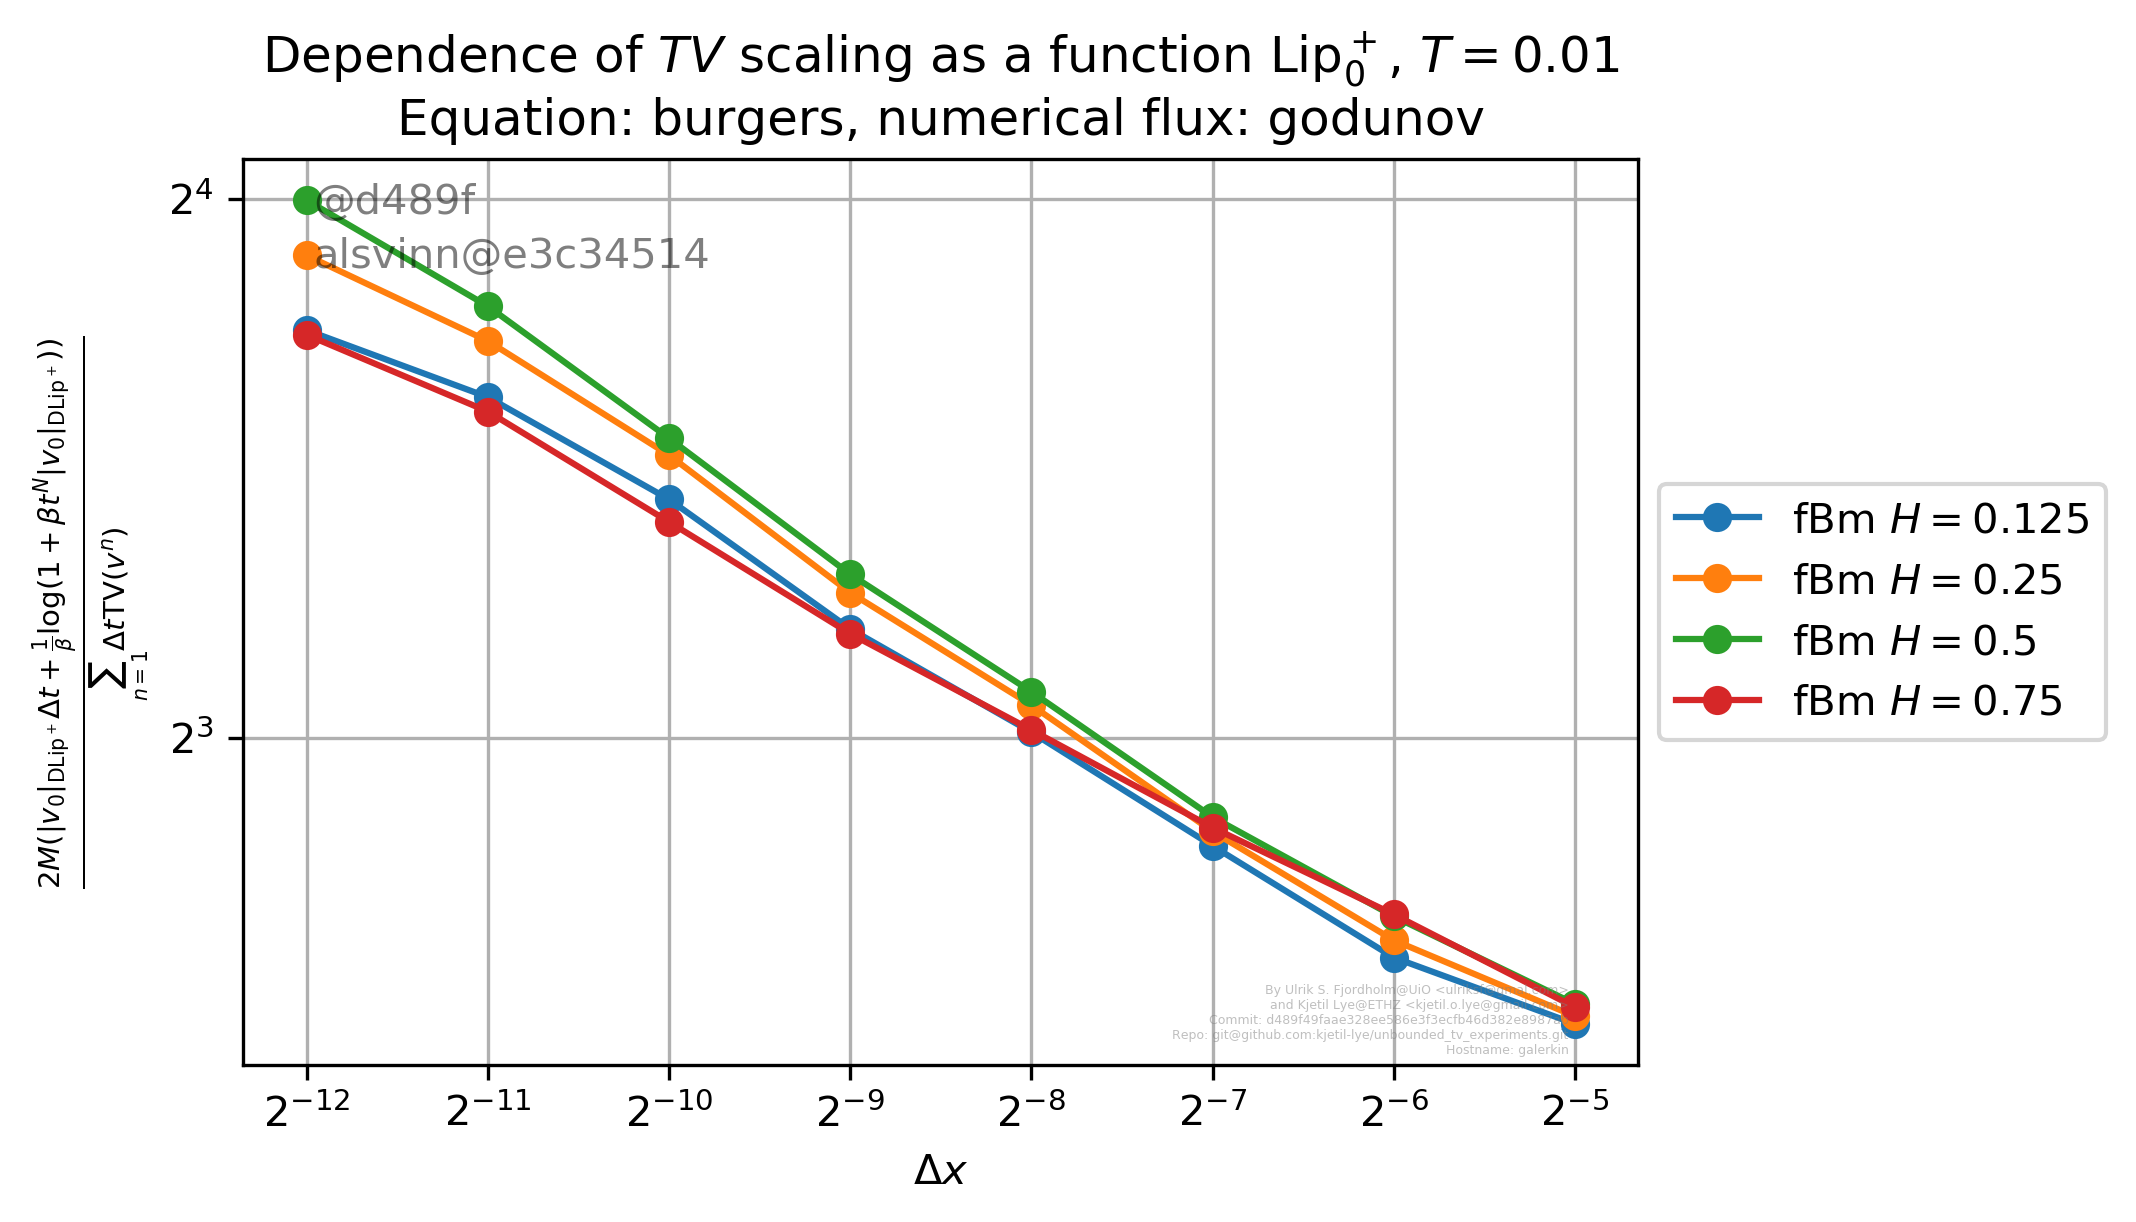 Dependence of TV scaling as a function Lip₀⁺, T = 0.01
Equation: burgers, numerical flux: godunov
2⁴
2³
2M(|v₀|_DLip⁺ Δt + 1/β log(1 + βt^N|v₀|_DLip⁺))
∑_{n=1} ΔtTV(vⁿ)
@d489f
alsvinn@e3c34514
fBm H = 0.125
fBm H = 0.25
fBm H = 0.5
fBm H = 0.75
By Ulrik S. Fjordholm@UiO
and Kjetil Lye@ETHZ
Commit:
Repo: git@github.com:kjetil-lye/unbounded_tv_experiments.git
Hostname: galerkin
2⁻¹² 2⁻¹¹ 2⁻¹⁰ 2⁻⁹ 2⁻⁸ 2⁻⁷ 2⁻⁶ 2⁻⁵
Δx